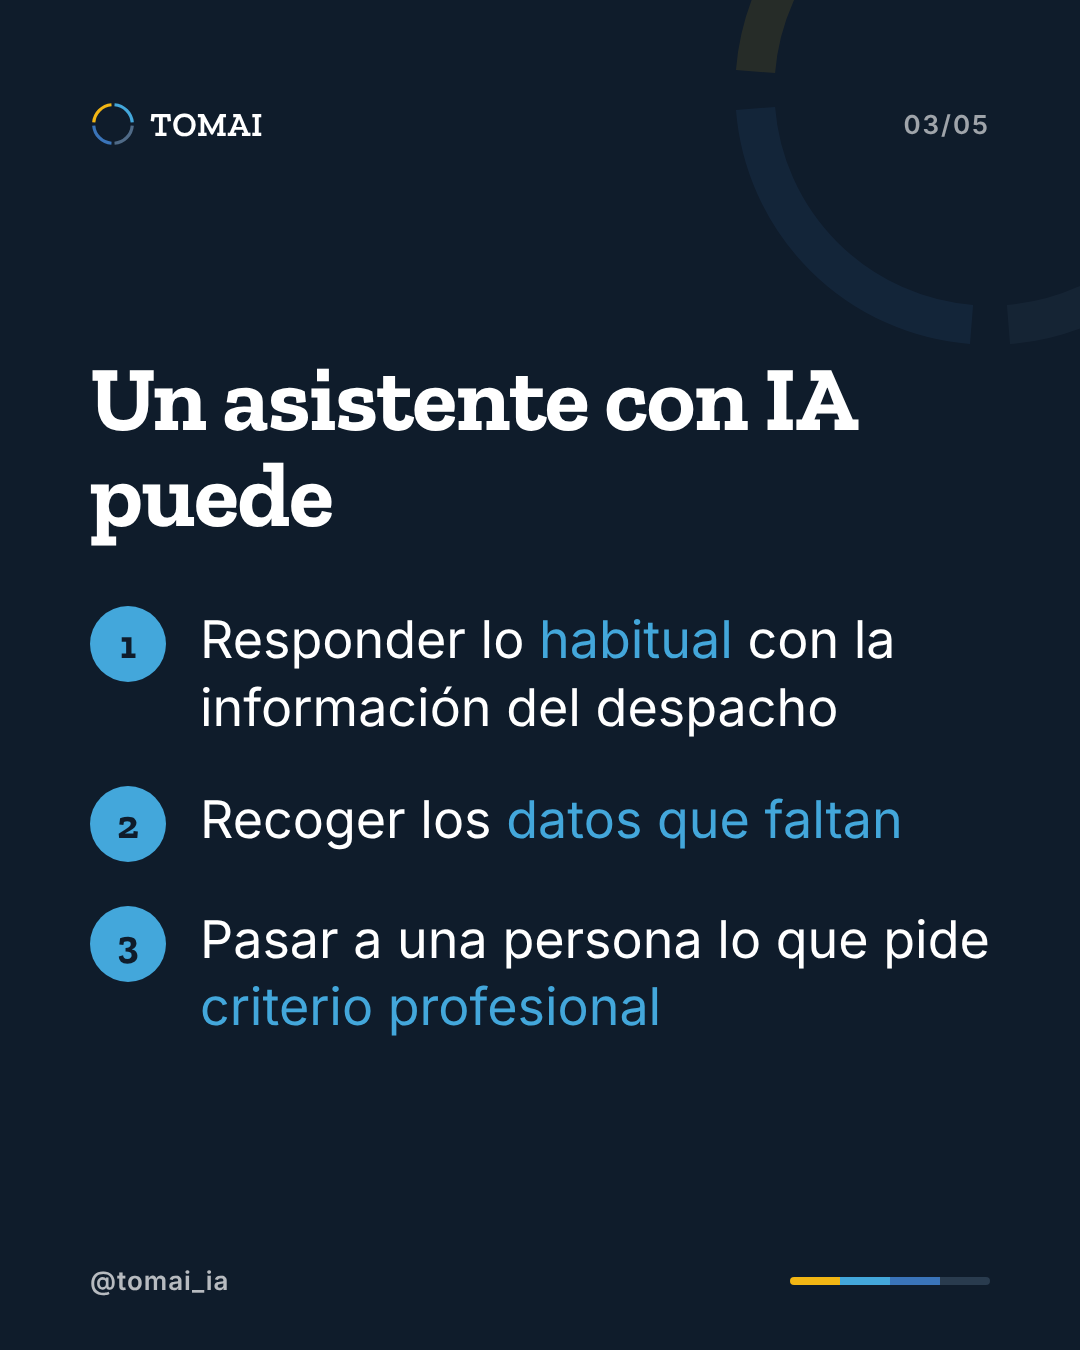 TOMAI
03/05
Un asistente con IA
puede
1
Responder lo habitual con la
información del despacho
2
Recoger los datos que faltan
3
Pasar a una persona lo que pide
criterio profesional
@tomai_ia